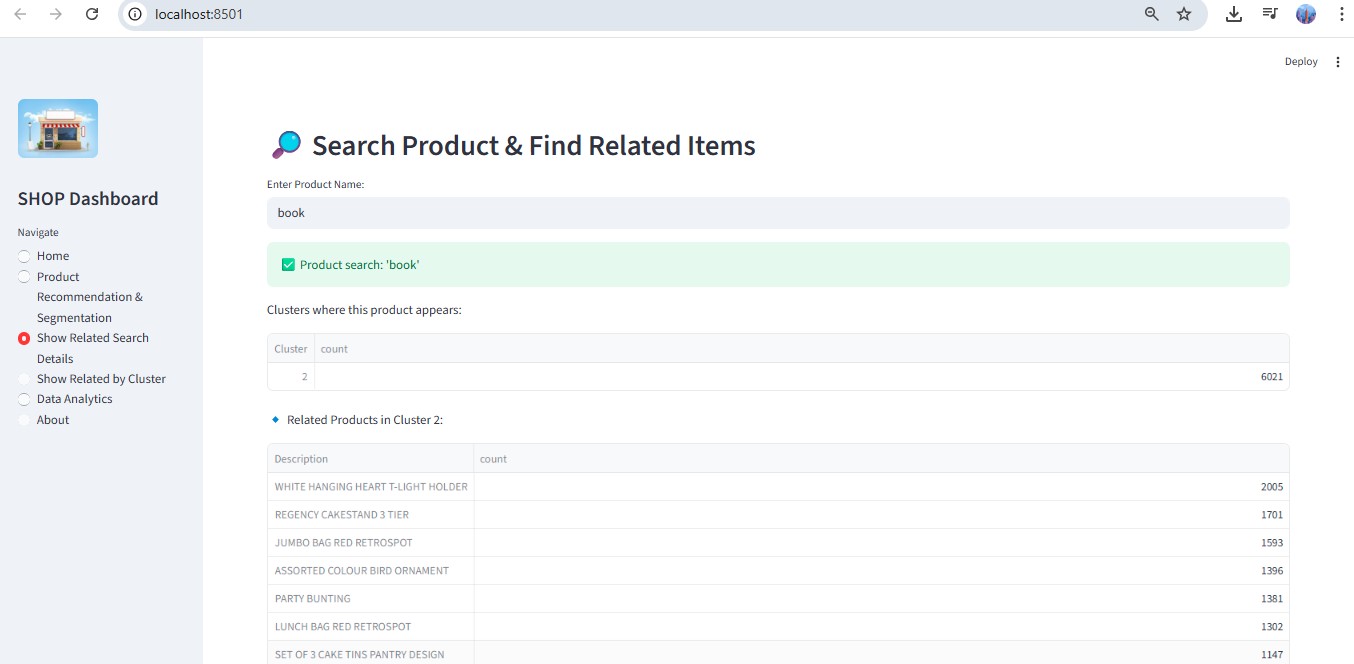 localhost:8501
Deploy
SHOP Dashboard
Navigate
Home
Product
Recommendation &
Segmentation
Show Related Search
Details
Show Related by Cluster
Data Analytics
About
Search Product & Find Related Items
Enter Product Name:
book
Product search: 'book'
Clusters where this product appears:
Cluster count
2 6021
Related Products in Cluster 2:
Description count
WHITE HANGING HEART T-LIGHT HOLDER 2005
REGENCY CAKESTAND 3 TIER 1701
JUMBO BAG RED RETROSPOT 1593
ASSORTED COLOUR BIRD ORNAMENT 1396
PARTY BUNTING 1381
LUNCH BAG RED RETROSPOT 1302
SET OF 3 CAKE TINS PANTRY DESIGN 1147